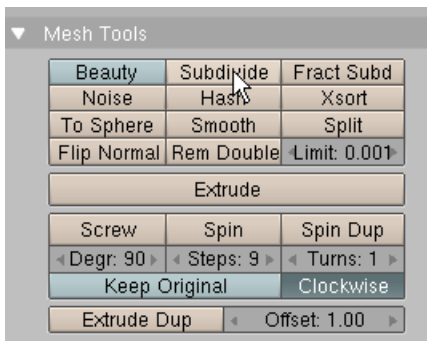 Mesh Tools
Beauty Subdivide Fract Subd
Noise Hash Xsort
To Sphere Smooth Split
Flip Normal Rem Double Limit: 0.001
Extrude
Screw Spin Spin Dup
Degr: 90 Steps: 9 Turns: 1
Keep Original Clockwise
Extrude Dup Offset: 1.00